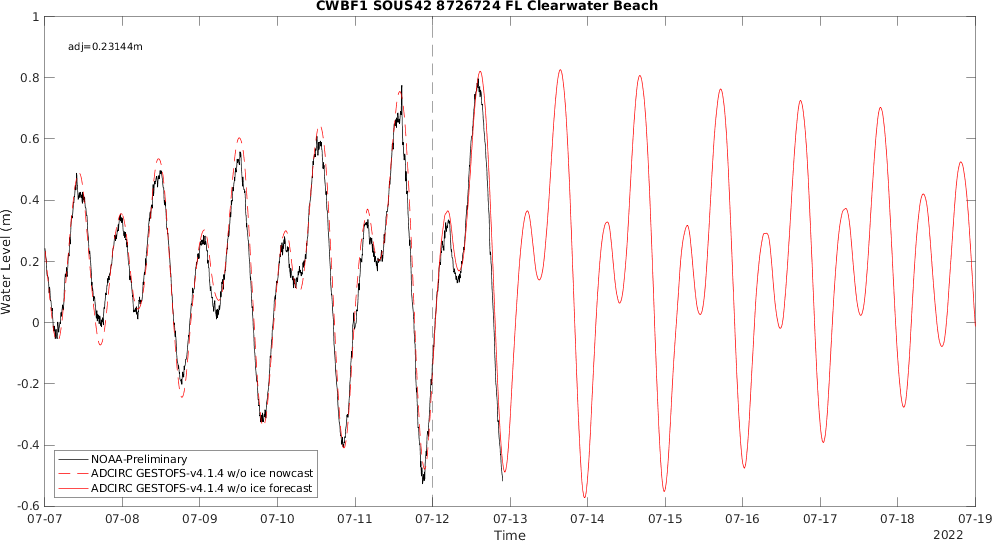 CWBF1 SOUS42 8726724 FL Clearwater Beach
1
adj=0.23144m
0.8
0.6
0.4
0.2
0
-0.2
-0.4
-0.6
Water Level (m)
NOAA-Preliminary
ADCIRC GESTOFS-v4.1.4 w/o ice nowcast
ADCIRC GESTOFS-v4.1.4 w/o ice forecast
07-07 07-08 07-09 07-10 07-11 07-12 07-13 07-14 07-15 07-16 07-17 07-18 07-19
Time
2022